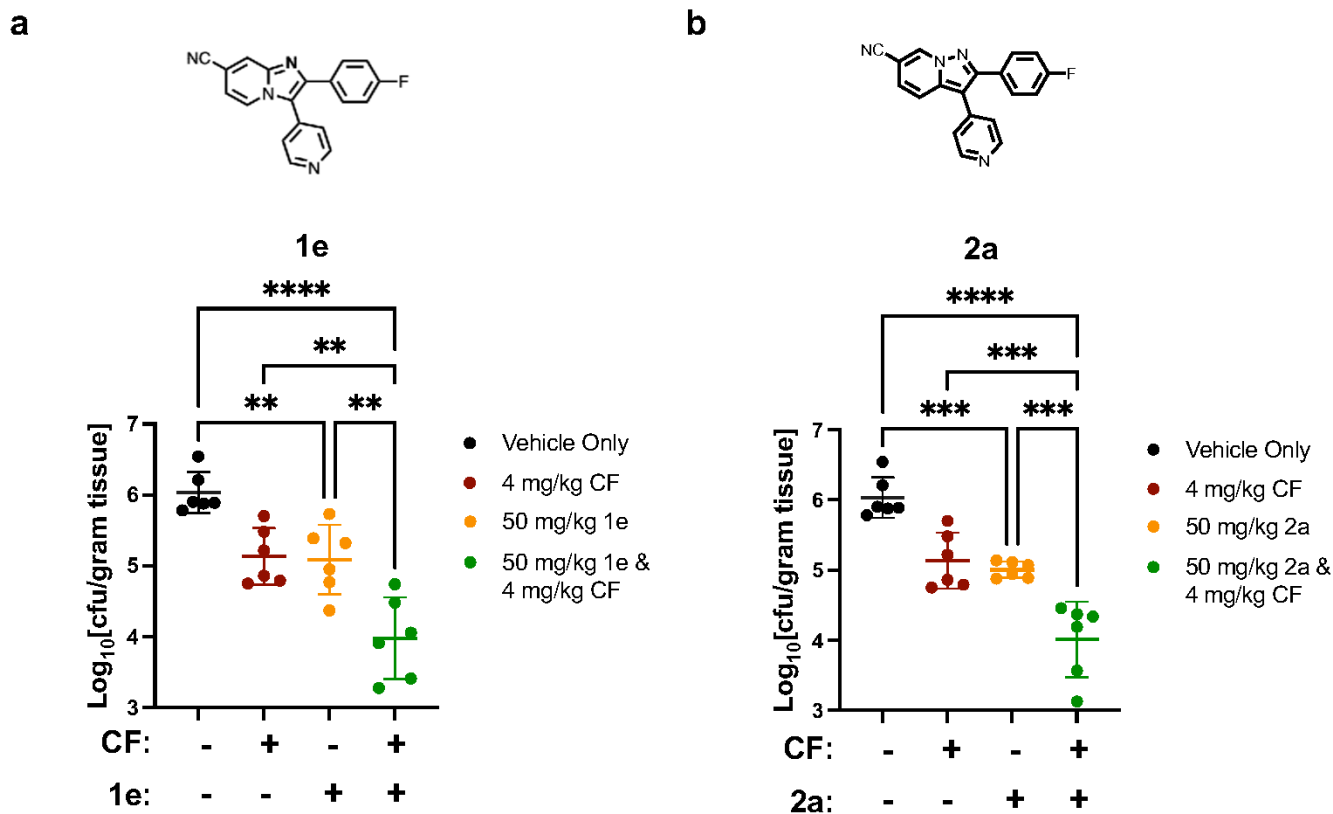 a
NC
N
N
F
N
1e
****
**
** **
7
6
5
4
3
Log10[cfu/gram tissue]
Vehicle Only
4 mg/kg CF
50 mg/kg 1e
50 mg/kg 1e &
4 mg/kg CF
CF: - + - +
1e: - - + +
b
NC
N
N
F
N
2a
****
***
*** ***
7
6
5
4
3
Log10[cfu/gram tissue]
Vehicle Only
4 mg/kg CF
50 mg/kg 2a
50 mg/kg 2a &
4 mg/kg CF
CF: - + - +
2a: - - + +